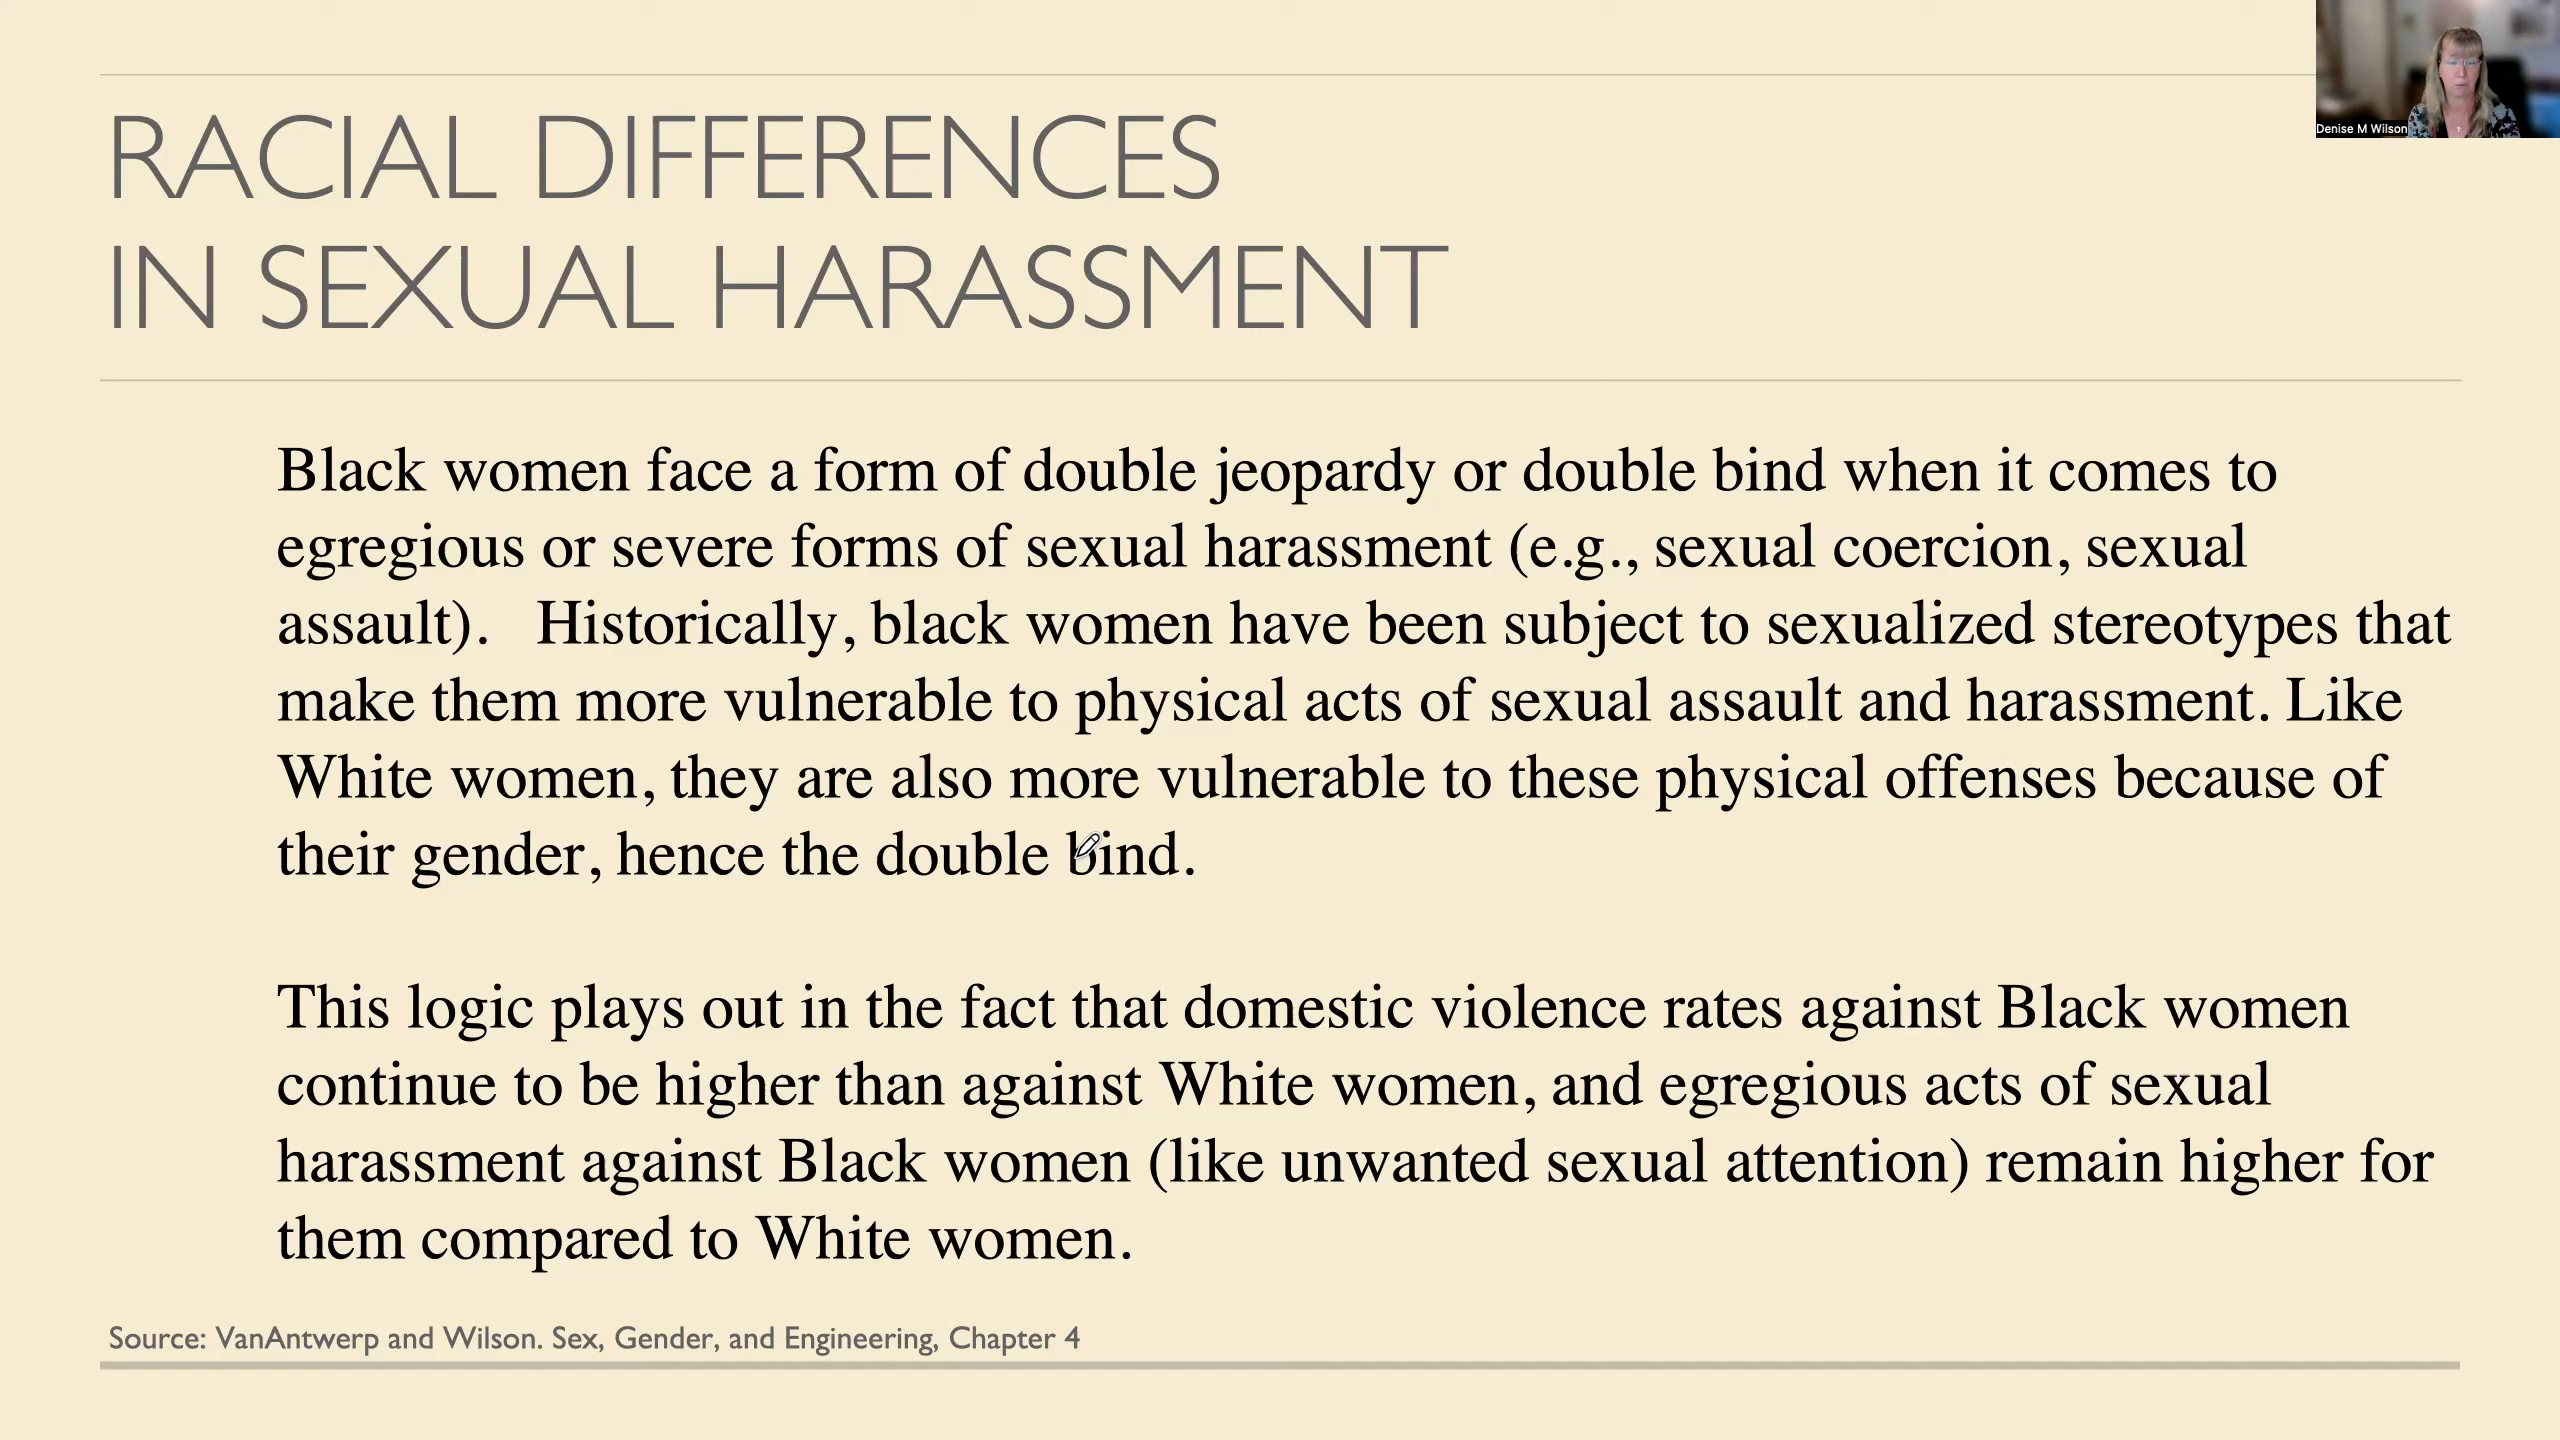 Denise M Wilson
RACIAL DIFFERENCES
IN SEXUAL HARASSMENT
Black women face a form of double jeopardy or double bind when it comes to
egregious or severe forms of sexual harassment (e.g., sexual coercion, sexual
assault).   Historically, black women have been subject to sexualized stereotypes that
make them more vulnerable to physical acts of sexual assault and harassment. Like
White women, they are also more vulnerable to these physical offenses because of
their gender, hence the double bind.
This logic plays out in the fact that domestic violence rates against Black women
continue to be higher than against White women, and egregious acts of sexual
harassment against Black women (like unwanted sexual attention) remain higher for
them compared to White women.
Source: VanAntwerp and Wilson. Sex, Gender, and Engineering, Chapter 4